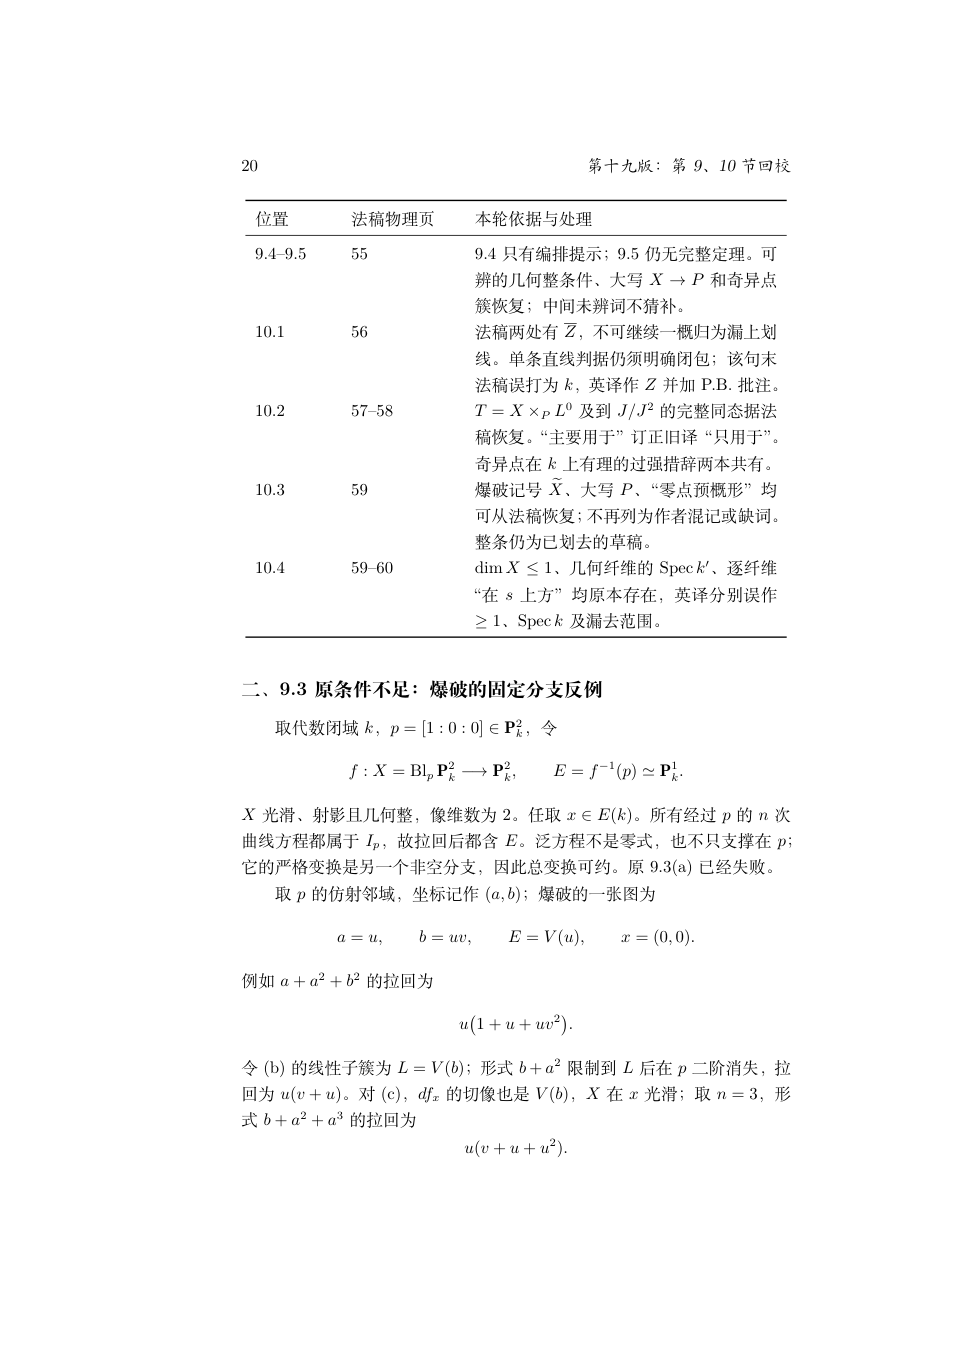 20 第十九版：第 9、10 节回校
位置 法稿物理页 本轮依据与处理
9.4–9.5 55 9.4 只有编排提示；9.5 仍无完整定理。可
辨的几何整条件、大写 X → P 和奇异点
簇恢复；中间未辨词不猜补。
10.1 56 法稿两处有 Z̅，不可继续一概归为漏上划
线。单条直线判据仍须明确闭包；该句末
法稿误打为 k，英译作 Z 并加 P.B. 批注。
10.2 57–58 T = X ×_P L⁰ 及到 J/J² 的完整同态据法
稿恢复。“主要用于” 订正旧译 “只用于”。
奇异点在 k 上有理的过强措辞两本共有。
10.3 59 爆破记号 X̃、大写 P、“零点预概形” 均
可从法稿恢复；不再列为作者混记或缺词。
整条仍为已划去的草稿。
10.4 59–60 dim X ≤ 1、几何纤维的 Spec k′、逐纤维
“在 s 上方” 均原本存在，英译分别误作
≥ 1、Spec k 及漏去范围。
二、9.3 原条件不足：爆破的固定分支反例
取代数闭域 k，p = [1 : 0 : 0] ∈ P²_k，令
f : X = Bl_p P²_k ⟶ P²_k, E = f⁻¹(p) ≃ P¹_k.
X 光滑、射影且几何整，像维数为 2。任取 x ∈ E(k)。所有经过 p 的 n 次
曲线方程都属于 I_p，故拉回后都含 E。泛方程不是零式，也不只支撑在 p；
它的严格变换是另一个非空分支，因此总变换可约。原 9.3(a) 已经失败。
取 p 的仿射邻域，坐标记作 (a, b)；爆破的一张图为
a = u, b = uv, E = V(u), x = (0, 0).
例如 a + a² + b² 的拉回为
u(1 + u + uv²).
令 (b) 的线性子簇为 L = V(b)；形式 b + a² 限制到 L 后在 p 二阶消失，拉
回为 u(v + u)。对 (c)，df_x 的切像也是 V(b)，X 在 x 光滑；取 n = 3，形
式 b + a² + a³ 的拉回为
u(v + u + u²).